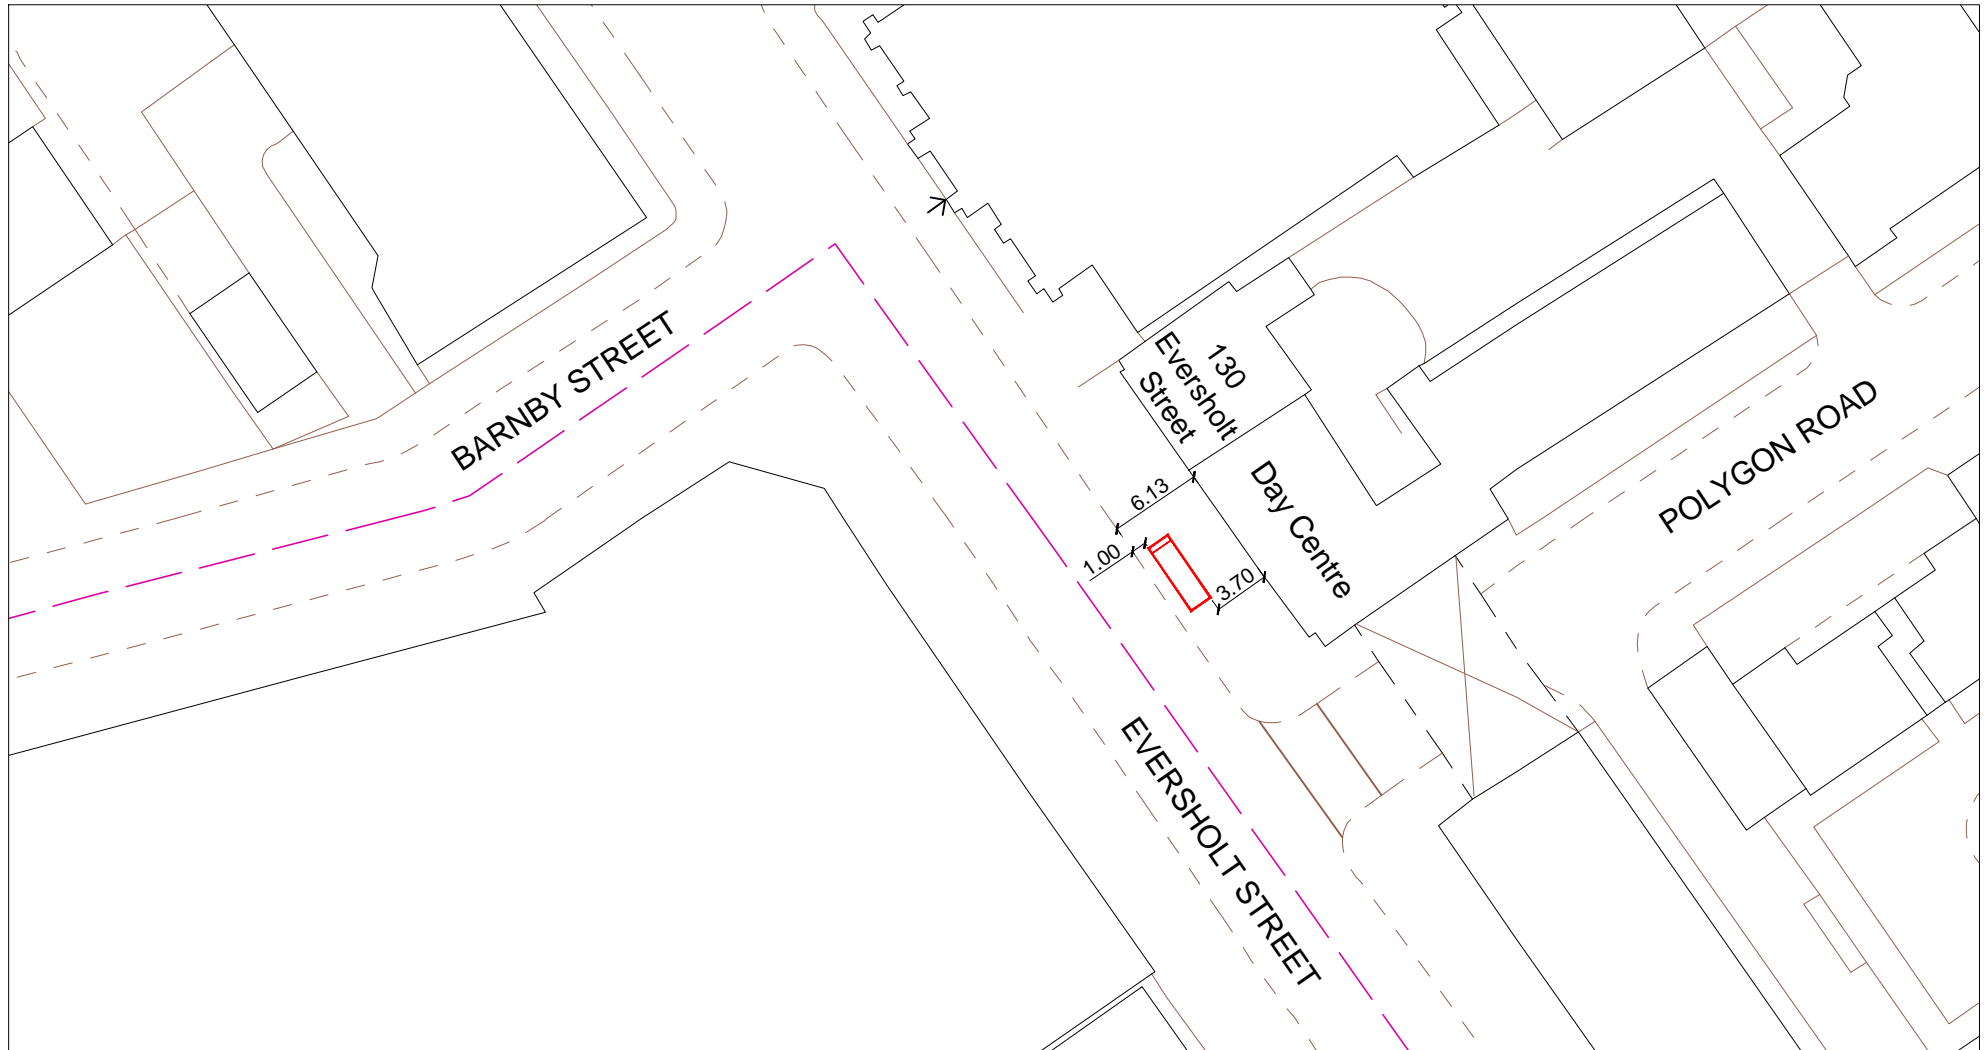 BARNBY STREET
130
Eversholt
Street
6.13
1.00
3.70
Day Centre
POLYGON ROAD
EVERSHOLT STREET